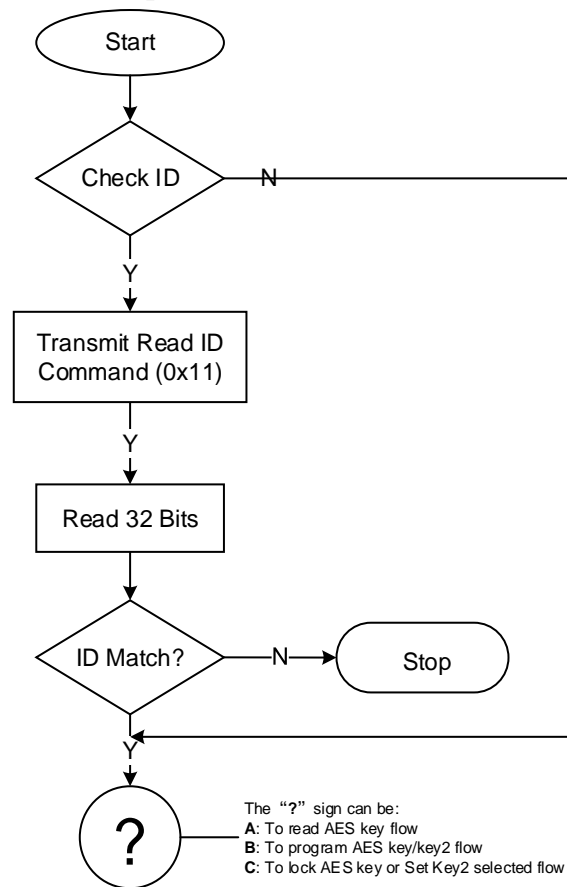 Start
Check ID
N
Y
Transmit Read ID
Command (0x11)
Y
Read 32 Bits
ID Match?
N
Stop
Y
?
The “?” sign can be:
A: To read AES key flow
B: To program AES key/key2 flow
C: To lock AES key or Set Key2 selected flow